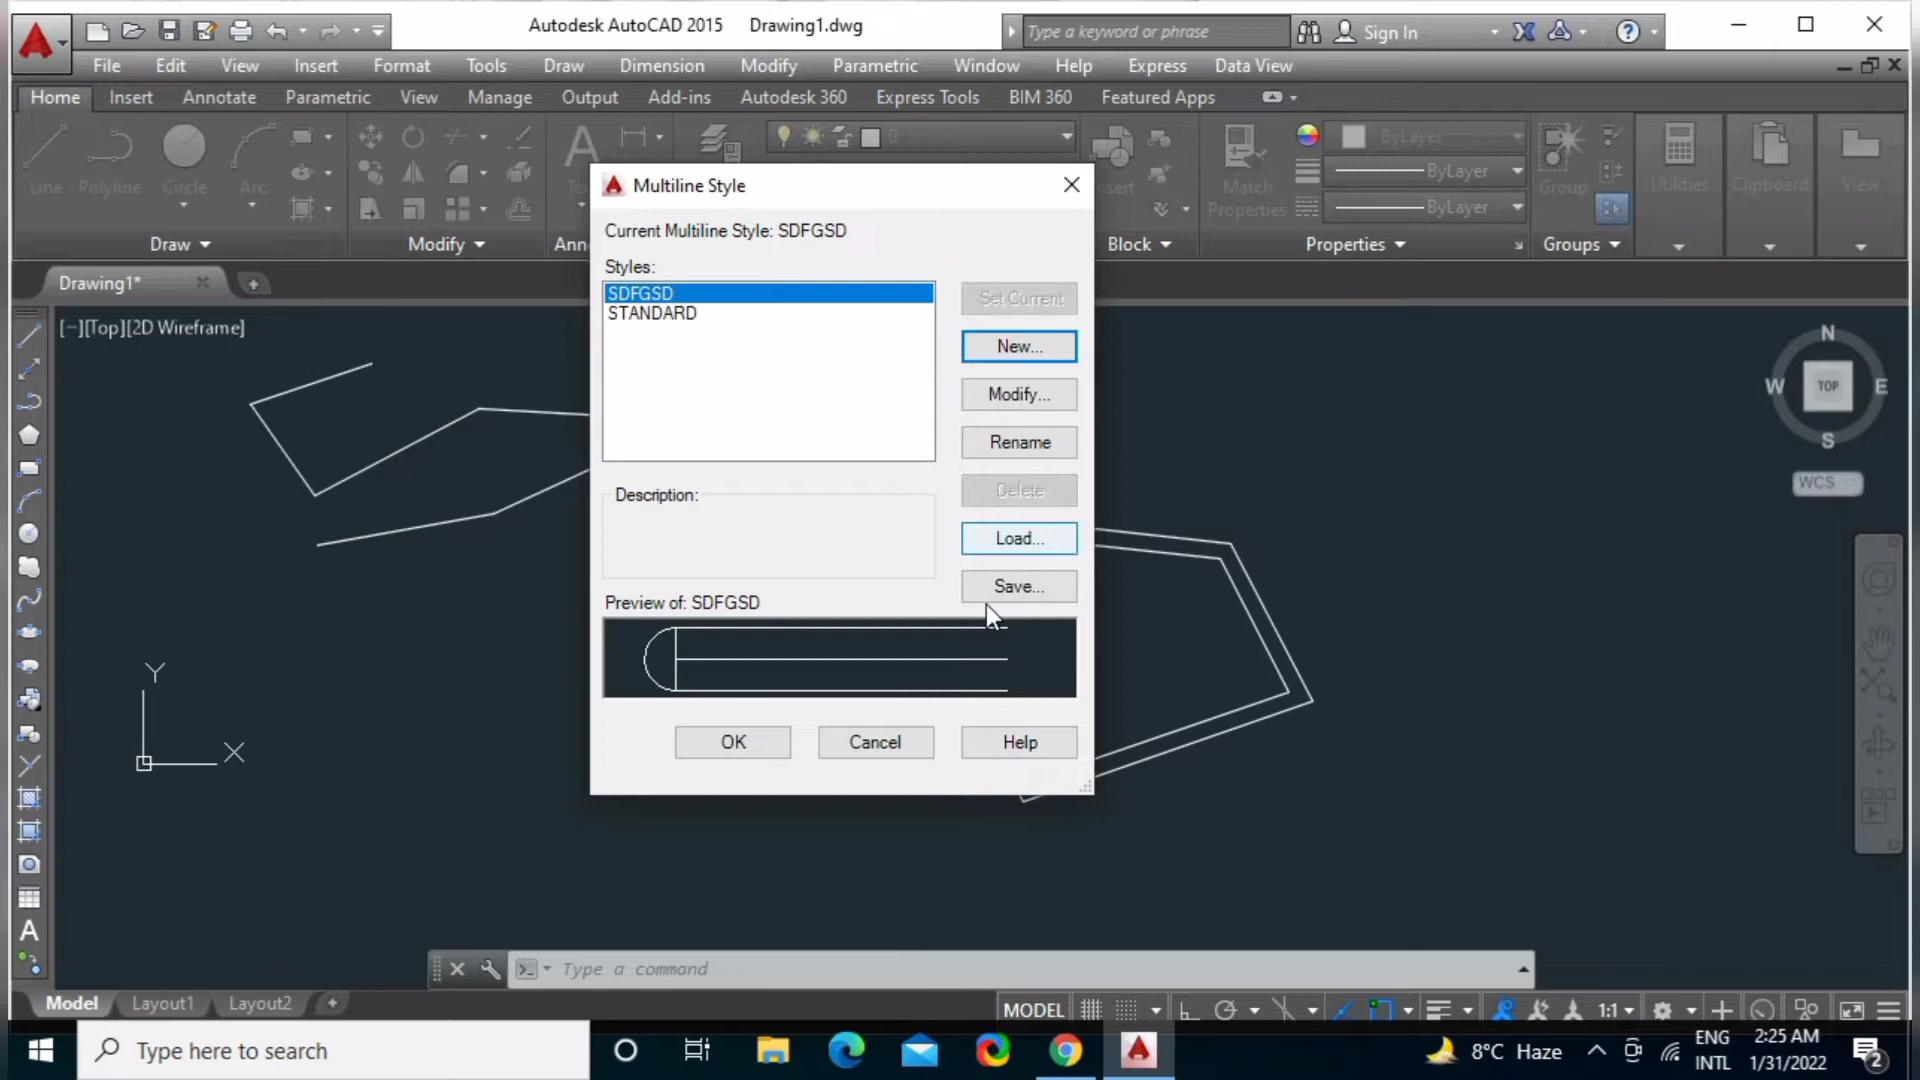 Autodesk AutoCAD 2015 Drawing1.dwg
Type a keyword or phrase
Sign In
File Edit View Insert Format Tools Draw Dimension Modify Parametric Window Help Express Data View
Home Insert Annotate Parametric View Manage Output Add-ins Autodesk 360 Express Tools BIM 360 Featured Apps
0
ByLayer
ByLayer
ByLayer
Line Polyline Circle Arc
Match
Properties
Group
Utilities
Clipboard
View
Draw
Modify
Block
Properties
Groups
Drawing1*
[−][Top][2D Wireframe]
Multiline Style
Current Multiline Style: SDFGSD
Styles:
SDFGSD
STANDARD
Set Current
New...
Modify...
Rename
Delete
Load...
Save...
Description:
Preview of: SDFGSD
OK
Cancel
Help
N
W
TOP
E
S
WCS
Y
X
A
Type a command
Model Layout1 Layout2
MODEL
1:1
Type here to search
8°C Haze
ENG
INTL
2:25 AM
1/31/2022
2